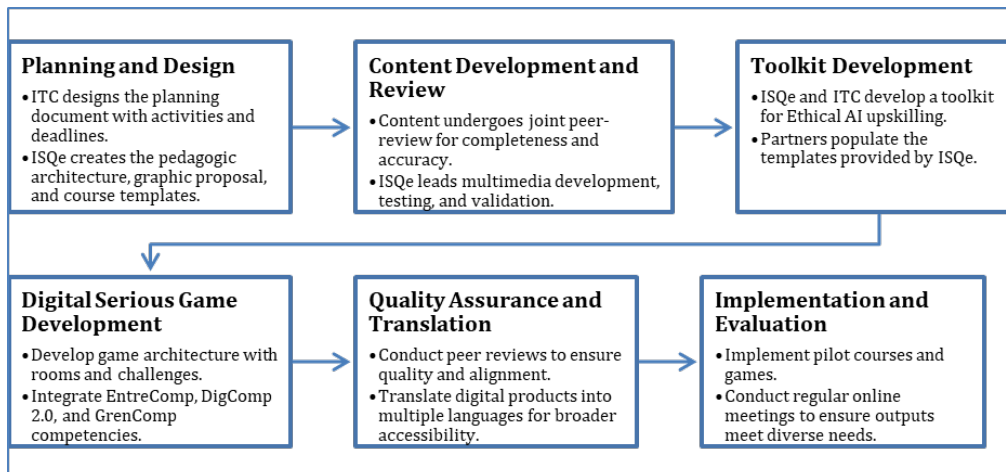 Planning and Design
•ITC designs the planning
document with activities and
deadlines.
•ISQe creates the pedagogic
architecture, graphic proposal,
and course templates.
Content Development and
Review
•Content undergoes joint peer-
review for completeness and
accuracy.
•ISQe leads multimedia development,
testing, and validation.
Toolkit Development
•ISQe and ITC develop a toolkit
for Ethical AI upskilling.
•Partners populate the
templates provided by ISQe.
Digital Serious Game
Development
•Develop game architecture with
rooms and challenges.
•Integrate EntreComp, DigComp
2.0, and GrenComp
competencies.
Quality Assurance and
Translation
•Conduct peer reviews to ensure
quality and alignment.
•Translate digital products into
multiple languages for broader
accessibility.
Implementation and
Evaluation
•Implement pilot courses and
games.
•Conduct regular online
meetings to ensure outputs
meet diverse needs.